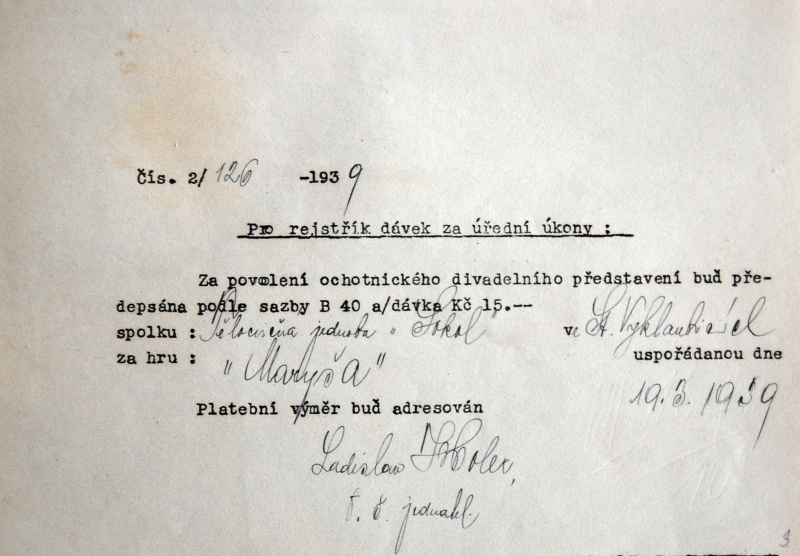 čís. 2/126 -1939
Pro rejstřík dávek za úřední úkony :
Za povolení ochotnického divadelního představení buď pře-
depsána podle sazby B 40 a/dávka Kč 15.--
spolku : Tělocvičná jednota "Sokol" ve St.
za hru : "Maryša" uspořádanou dne
19.3.1939
Platební výměr buď adresován
Ladislav
t. č. jednatel
3